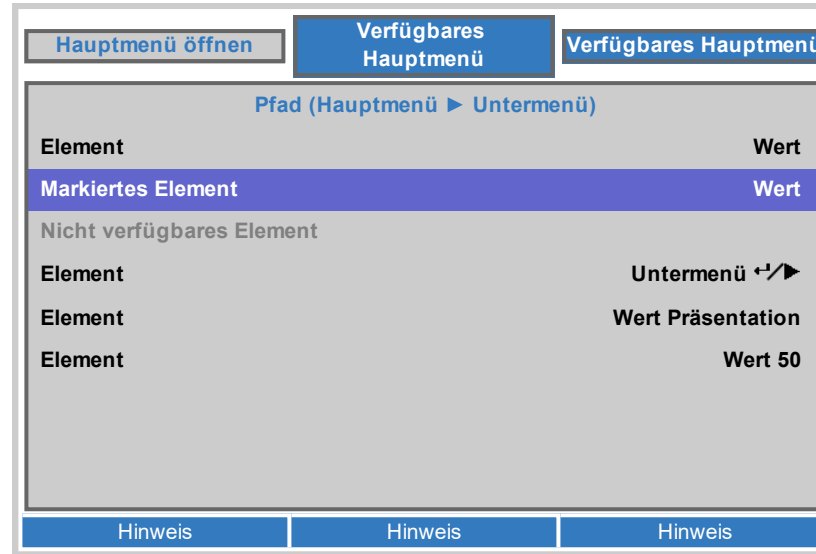 Hauptmenü öffnen
Verfügbares
Hauptmenü
Verfügbares Hauptmenü
Pfad (Hauptmenü ► Untermenü)
Element Wert
Markiertes Element Wert
Nicht verfügbares Element
Element Untermenü ↵/►
Element Wert Präsentation
Element Wert 50
Hinweis Hinweis Hinweis